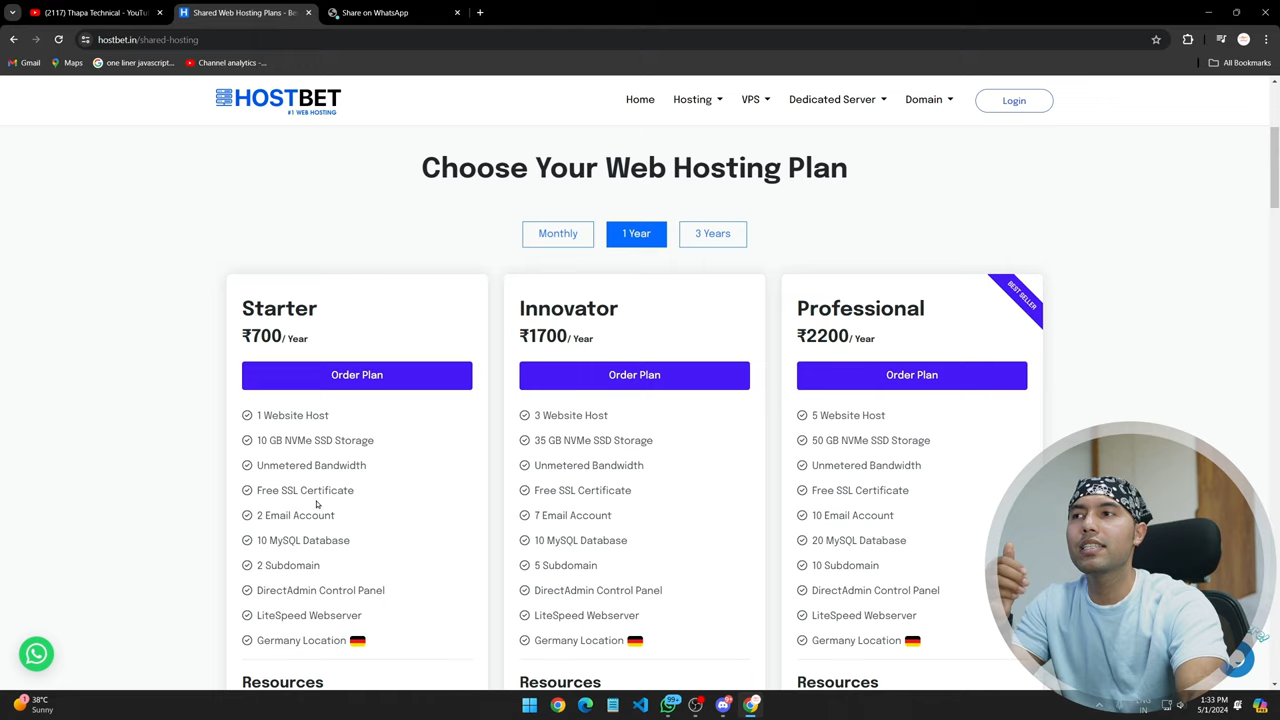 (2117) Thapa Technical - YouTu
Shared Web Hosting Plans - Bes
Share on WhatsApp
hostbet.in/shared-hosting
Gmail
Maps
one liner javascript...
Channel analytics -...
All Bookmarks
HOSTBET
#1 WEB HOSTING
Home
Hosting
VPS
Dedicated Server
Domain
Login
Choose Your Web Hosting Plan
Monthly
1 Year
3 Years
Starter
₹700/ Year
Order Plan
1 Website Host
10 GB NVMe SSD Storage
Unmetered Bandwidth
Free SSL Certificate
2 Email Account
10 MySQL Database
2 Subdomain
DirectAdmin Control Panel
LiteSpeed Webserver
Germany Location
Resources
Innovator
₹1700/ Year
Order Plan
3 Website Host
35 GB NVMe SSD Storage
Unmetered Bandwidth
Free SSL Certificate
7 Email Account
10 MySQL Database
5 Subdomain
DirectAdmin Control Panel
LiteSpeed Webserver
Germany Location
Resources
BEST SELLER
Professional
₹2200/ Year
Order Plan
5 Website Host
50 GB NVMe SSD Storage
Unmetered Bandwidth
Free SSL Certificate
10 Email Account
20 MySQL Database
10 Subdomain
DirectAdmin Control Panel
LiteSpeed Webserver
Germany Location
Resources
38°C
Sunny
99+
ENG
IN
1:33 PM
5/1/2024